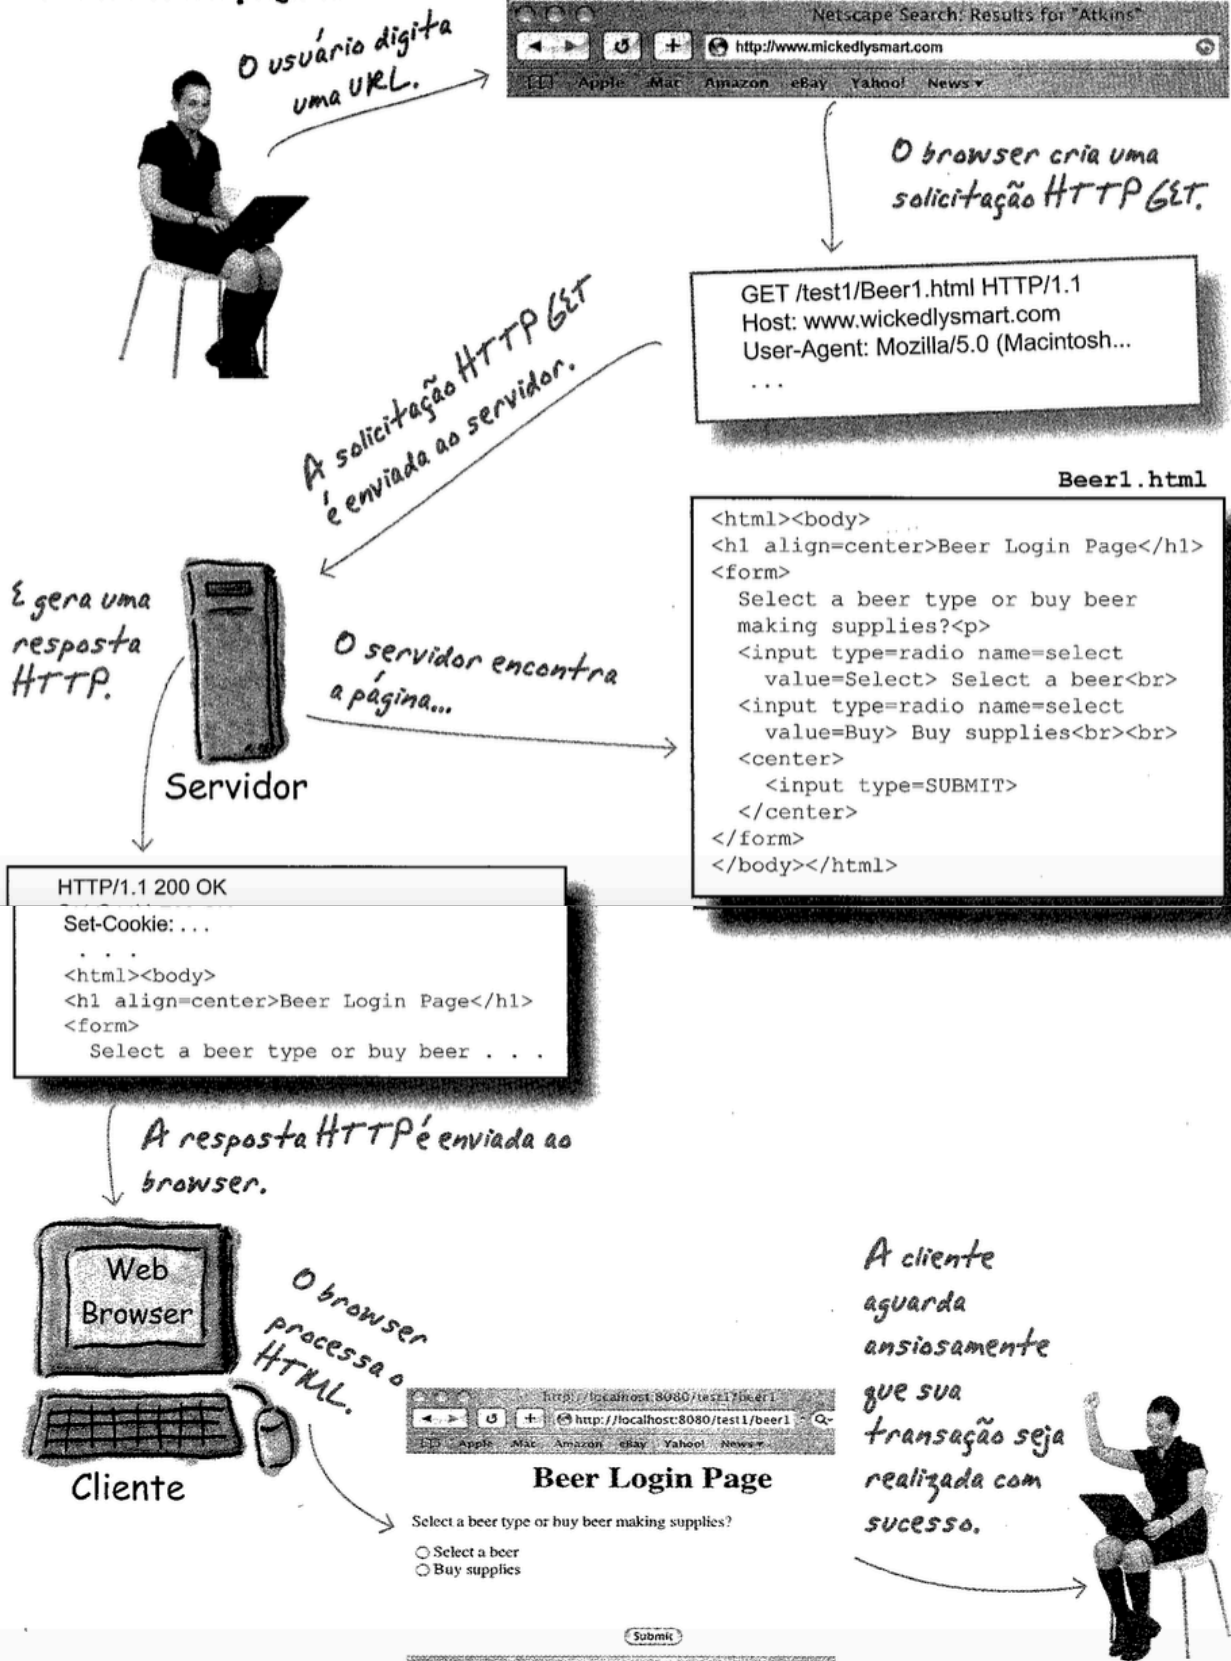 O usuário digita
uma URL.
Netscape Search: Results for "Atkins"
http://www.mickedlysmart.com
Apple Mac Amazon eBay Yahoo! News
O browser cria uma
solicitação HTTP GET.
GET /test1/Beer1.html HTTP/1.1
Host: www.wickedlysmart.com
User-Agent: Mozilla/5.0 (Macintosh...
. . .
A solicitação HTTP GET
é enviada ao servidor.
Beer1.html
<html><body>
<h1 align=center>Beer Login Page</h1>
<form>
Select a beer type or buy beer
making supplies?<p>
<input type=radio name=select
value=Select> Select a beer<br>
<input type=radio name=select
value=Buy> Buy supplies<br><br>
<center>
<input type=SUBMIT>
</center>
</form>
</body></html>
O servidor encontra
a página...
Servidor
E gera uma
resposta
HTTP.
HTTP/1.1 200 OK
Set-Cookie: . . .
. . .
<html><body>
<h1 align=center>Beer Login Page</h1>
<form>
Select a beer type or buy beer . . .
A resposta HTTP é enviada ao
browser.
Web
Browser
Cliente
O browser
processa o
HTML.
http://localhost:8080/test1/beer1
http://localhost:8080/test1/beer1
Apple Mac Amazon eBay Yahoo! News
Beer Login Page
Select a beer type or buy beer making supplies?
Select a beer
Buy supplies
Submit
A cliente
aguarda
ansiosamente
que sua
transação seja
realizada com
sucesso.